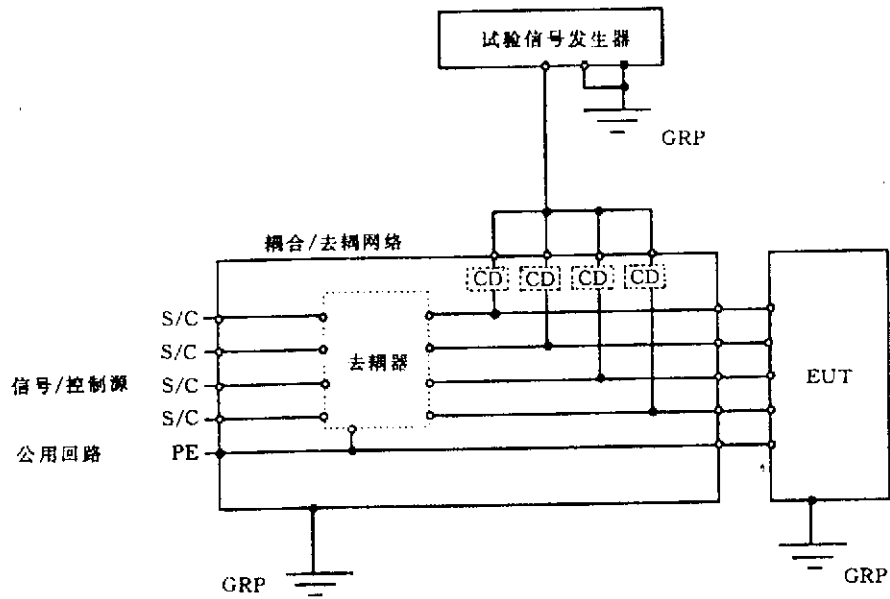 试验信号发生器
GRP
耦合/去耦网络
CD CD CD CD
S/C
S/C
去耦器
信号/控制源 S/C
EUT
S/C
公用回路 PE
GRP
GRP